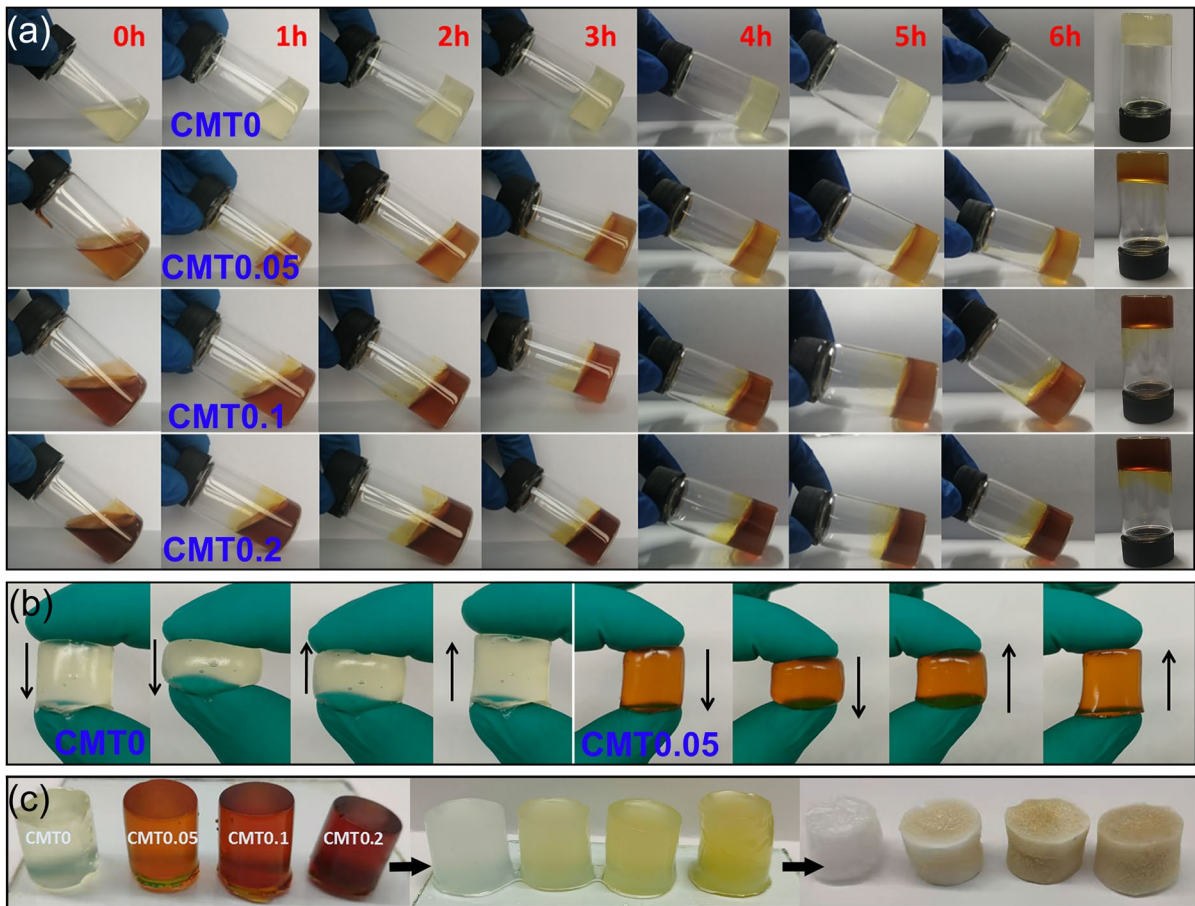 (a)
0h 1h 2h 3h 4h 5h 6h
CMT0
CMT0.05
CMT0.1
CMT0.2
(b)
CMT0 CMT0.05
(c)
CMT0 CMT0.05 CMT0.1 CMT0.2